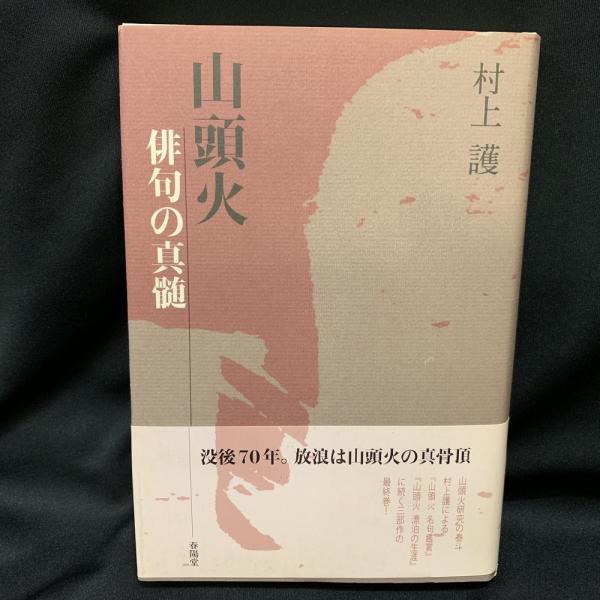 村上 護
山頭火
俳句の真髄
没後70年。放浪は山頭火の真骨頂
山頭火研究の泰斗
村上護による
『山頭火 名句鑑賞』
『山頭火 漂泊の生涯』
に続く三部作の
最終巻！
春陽堂